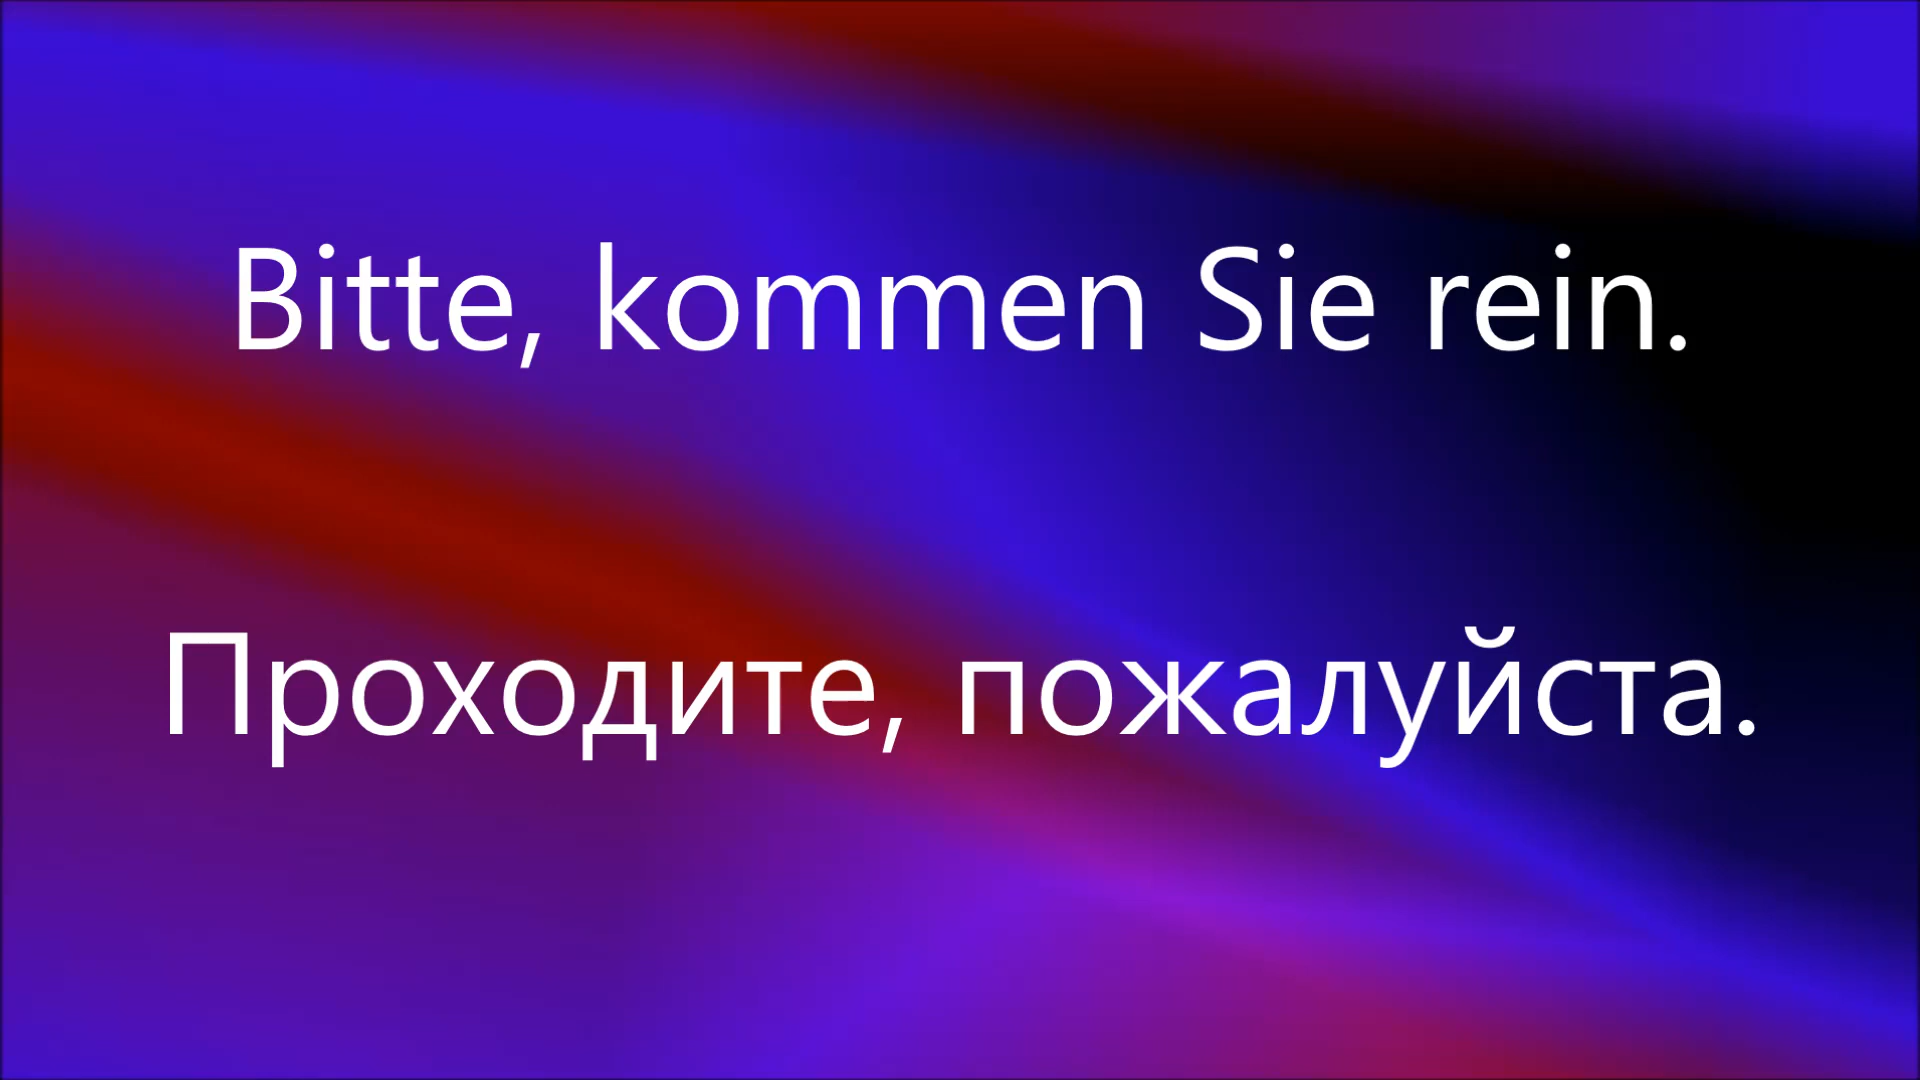 Bitte, kommen Sie rein.
Проходите, пожалуйста.